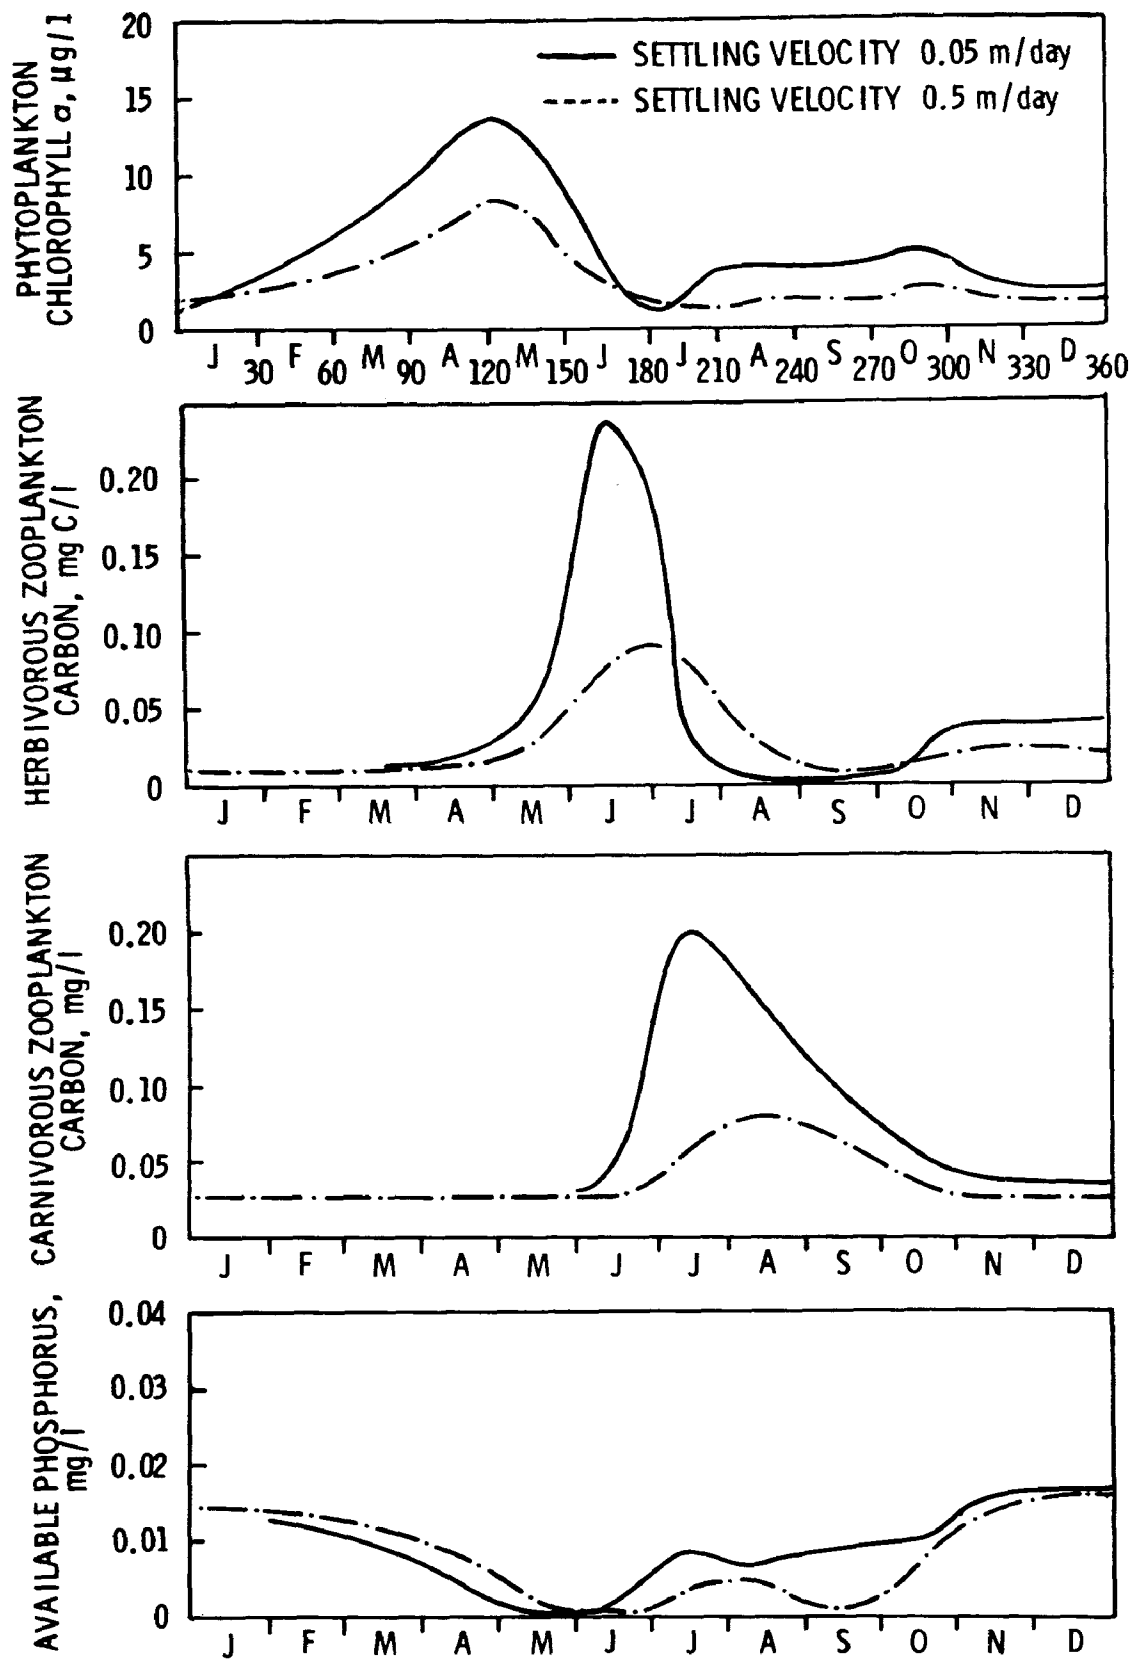 PHYTOPLANKTON
CHLOROPHYLL a, µg/l
20
15
10
5
0
SETTLING VELOCITY 0.05 m/day
SETTLING VELOCITY 0.5 m/day
J F M A M J J A S O N D
30 60 90 120 150 180 210 240 270 300 330 360
HERBIVOROUS ZOOPLANKTON
CARBON, mg C/l
0.20
0.15
0.10
0.05
0
J F M A M J J A S O N D
CARNIVOROUS ZOOPLANKTON
CARBON, mg/l
0.20
0.15
0.10
0.05
0
J F M A M J J A S O N D
AVAILABLE PHOSPHORUS,
mg/l
0.04
0.03
0.02
0.01
0
J F M A M J J A S O N D